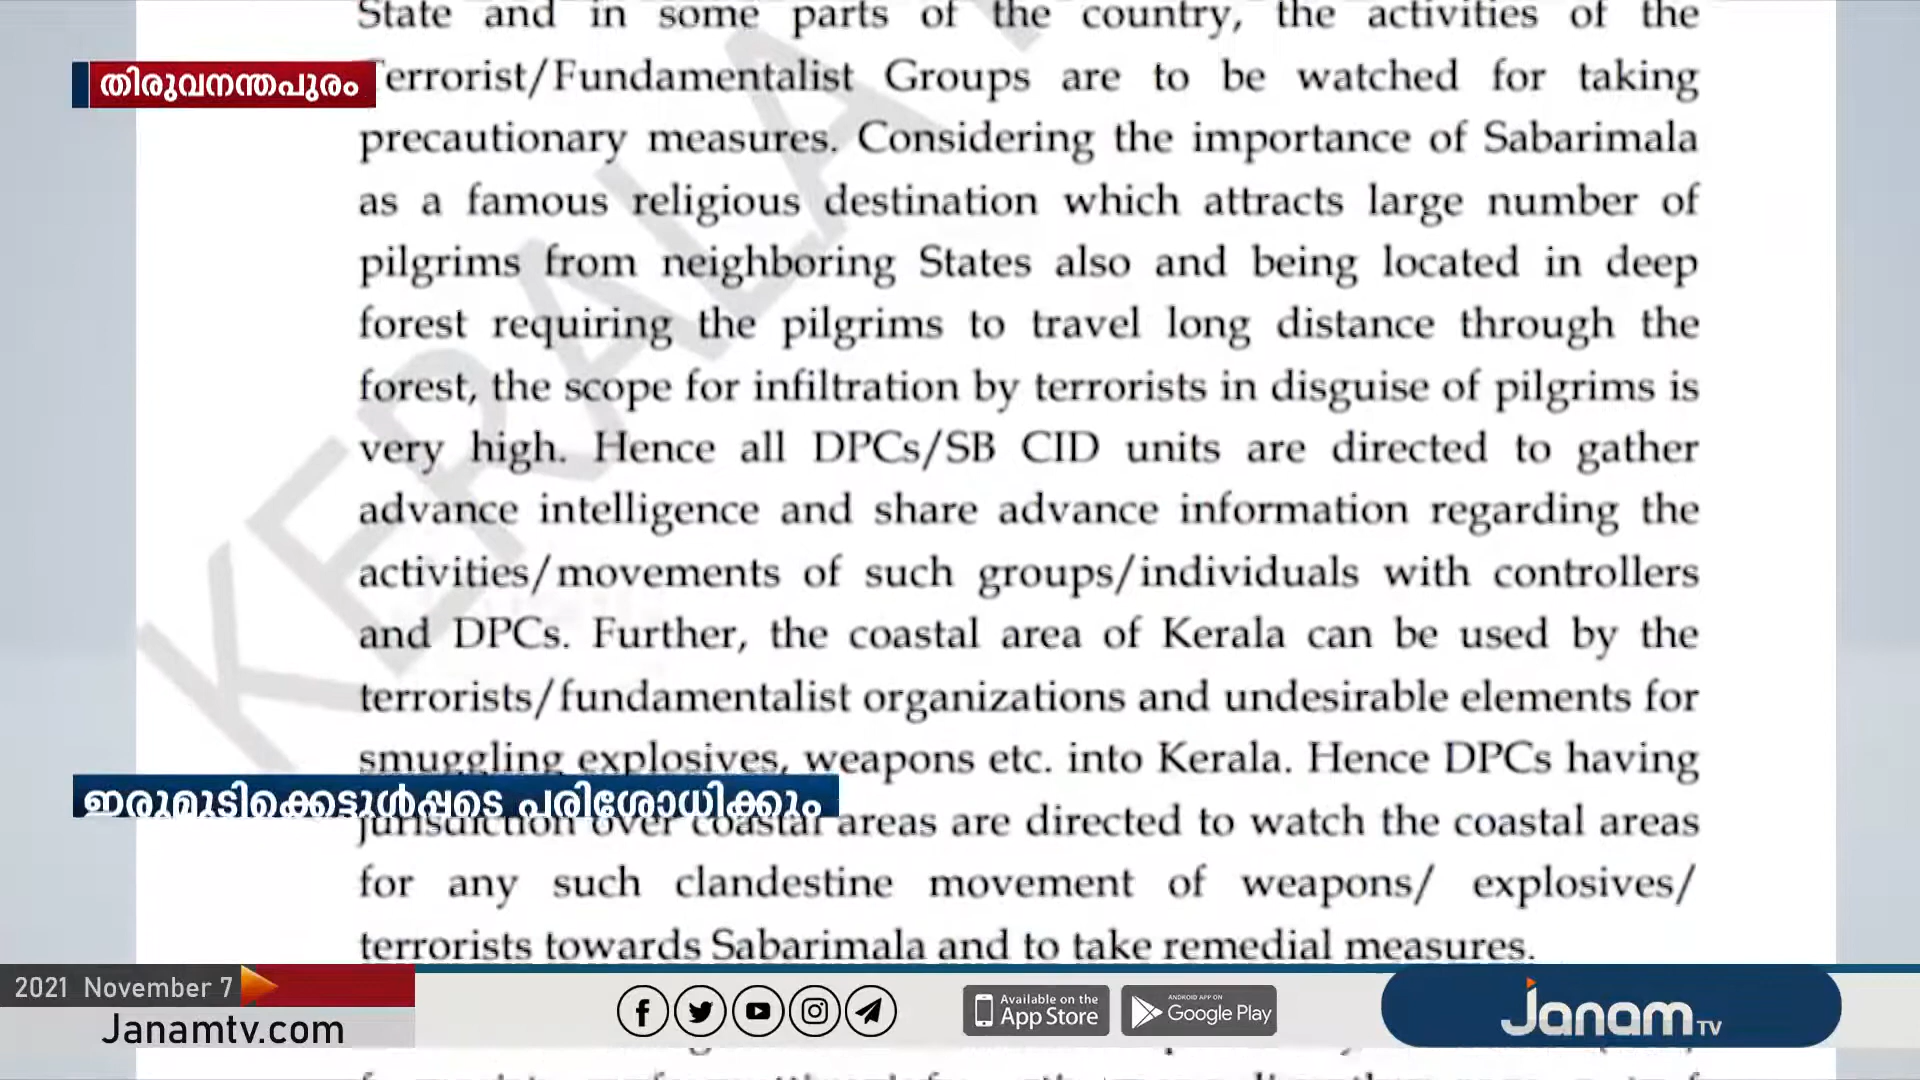 State and in some parts of the country, the activities of the
തിരുവനന്തപുരം
Terrorist/Fundamentalist Groups are to be watched for taking
precautionary measures. Considering the importance of Sabarimala
as a famous religious destination which attracts large number of
pilgrims from neighboring States also and being located in deep
forest requiring the pilgrims to travel long distance through the
forest, the scope for infiltration by terrorists in disguise of pilgrims is
very high. Hence all DPCs/SB CID units are directed to gather
advance intelligence and share advance information regarding the
activities/movements of such groups/individuals with controllers
and DPCs. Further, the coastal area of Kerala can be used by the
terrorists/fundamentalist organizations and undesirable elements for
smuggling explosives, weapons etc. into Kerala. Hence DPCs having
ഇരുമുടിക്കെട്ടുൾപ്പടെ പരിശോധിക്കും
jurisdiction over coastal areas are directed to watch the coastal areas
for any such clandestine movement of weapons/ explosives/
terrorists towards Sabarimala and to take remedial measures.
KERALA
2021 November 7
Janamtv.com
Available on the
App Store
ANDROID APP ON
Google Play
Janam TV